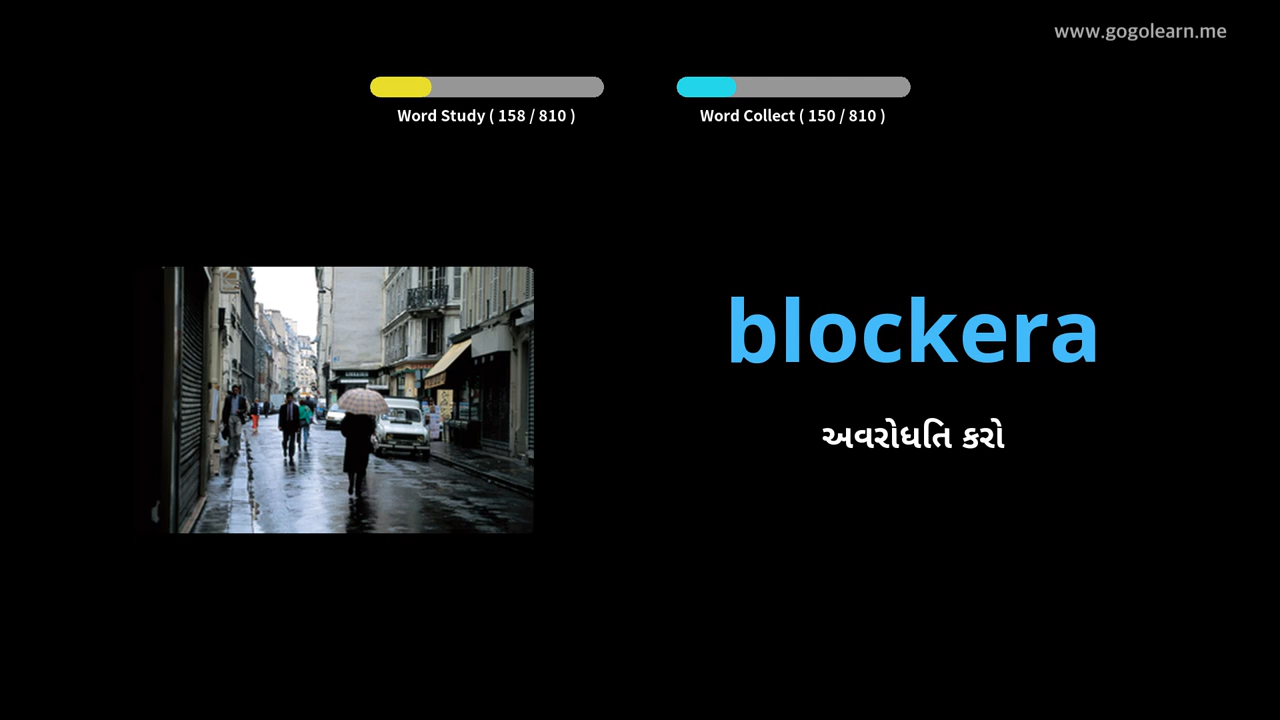 www.gogolearn.me
Word Study ( 158 / 810 )
Word Collect ( 150 / 810 )
blockera
અવરોધતિ કરો